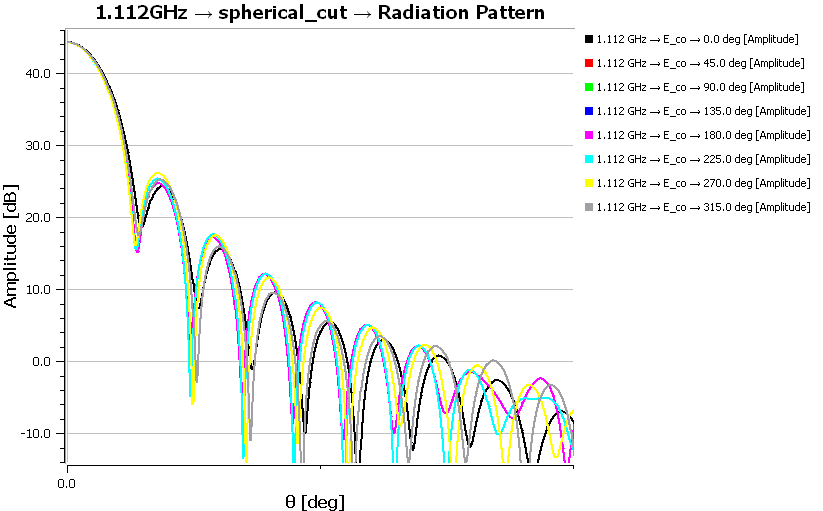 1.112GHz → spherical_cut → Radiation Pattern
Amplitude [dB]
40.0
30.0
20.0
10.0
0.0
-10.0
0.0
θ [deg]
1.112 GHz → E_co → 0.0 deg [Amplitude]
1.112 GHz → E_co → 45.0 deg [Amplitude]
1.112 GHz → E_co → 90.0 deg [Amplitude]
1.112 GHz → E_co → 135.0 deg [Amplitude]
1.112 GHz → E_co → 180.0 deg [Amplitude]
1.112 GHz → E_co → 225.0 deg [Amplitude]
1.112 GHz → E_co → 270.0 deg [Amplitude]
1.112 GHz → E_co → 315.0 deg [Amplitude]